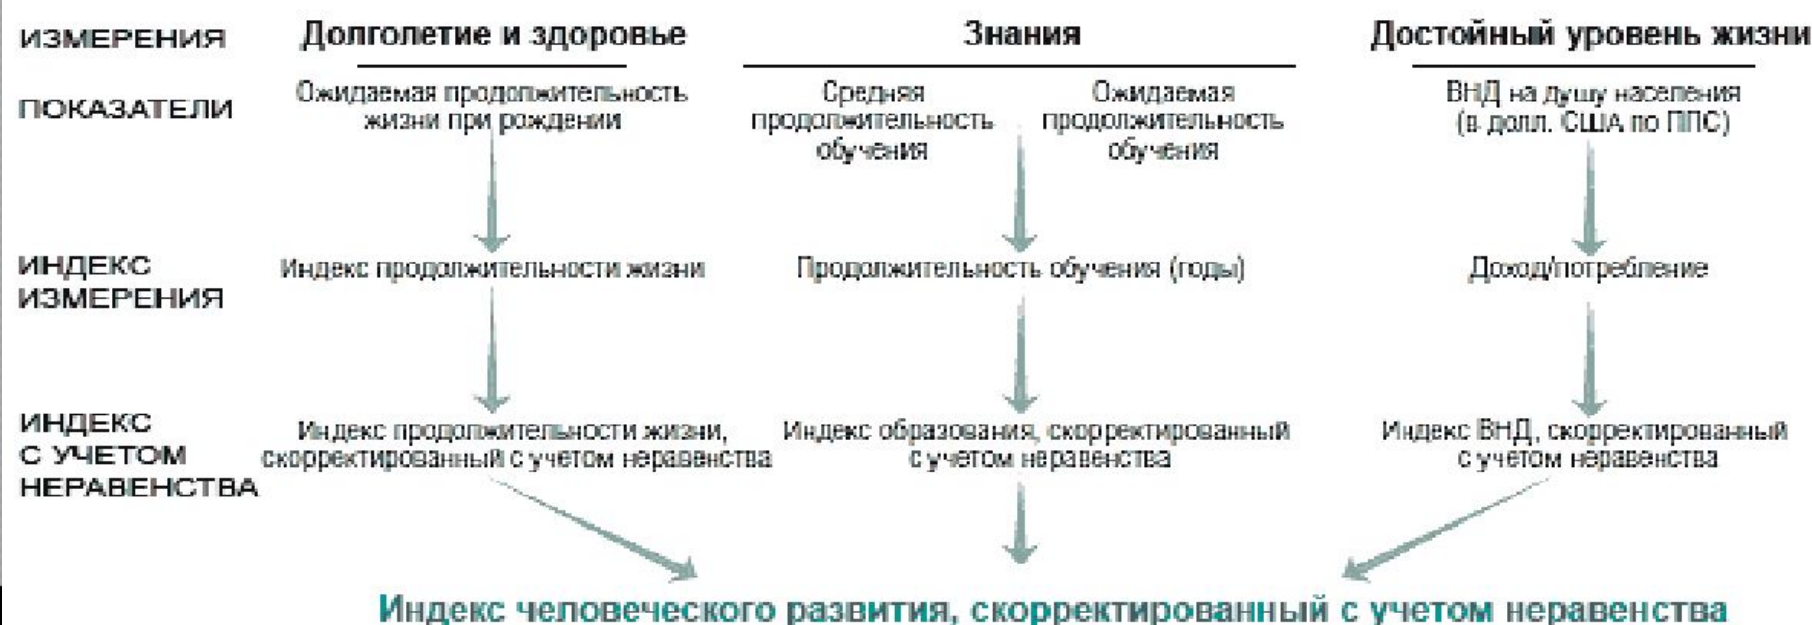 ИЗМЕРЕНИЯ
Долголетие и здоровье
Знания
Достойный уровень жизни
ПОКАЗАТЕЛИ
Ожидаемая продолжительность
жизни при рождении
Средняя
продолжительность
обучения
Ожидаемая
продолжительность
обучения
ВНД на душу населения
(в долл. США по ППС)
ИНДЕКС
ИЗМЕРЕНИЯ
Индекс продолжительности жизни
Продолжительность обучения (годы)
Доход/потребление
ИНДЕКС
С УЧЕТОМ
НЕРАВЕНСТВА
Индекс продолжительности жизни,
скорректированный с учетом неравенства
Индекс образования, скорректированный
с учетом неравенства
Индекс ВНД, скорректированный
с учетом неравенства
Индекс человеческого развития, скорректированный с учетом неравенства